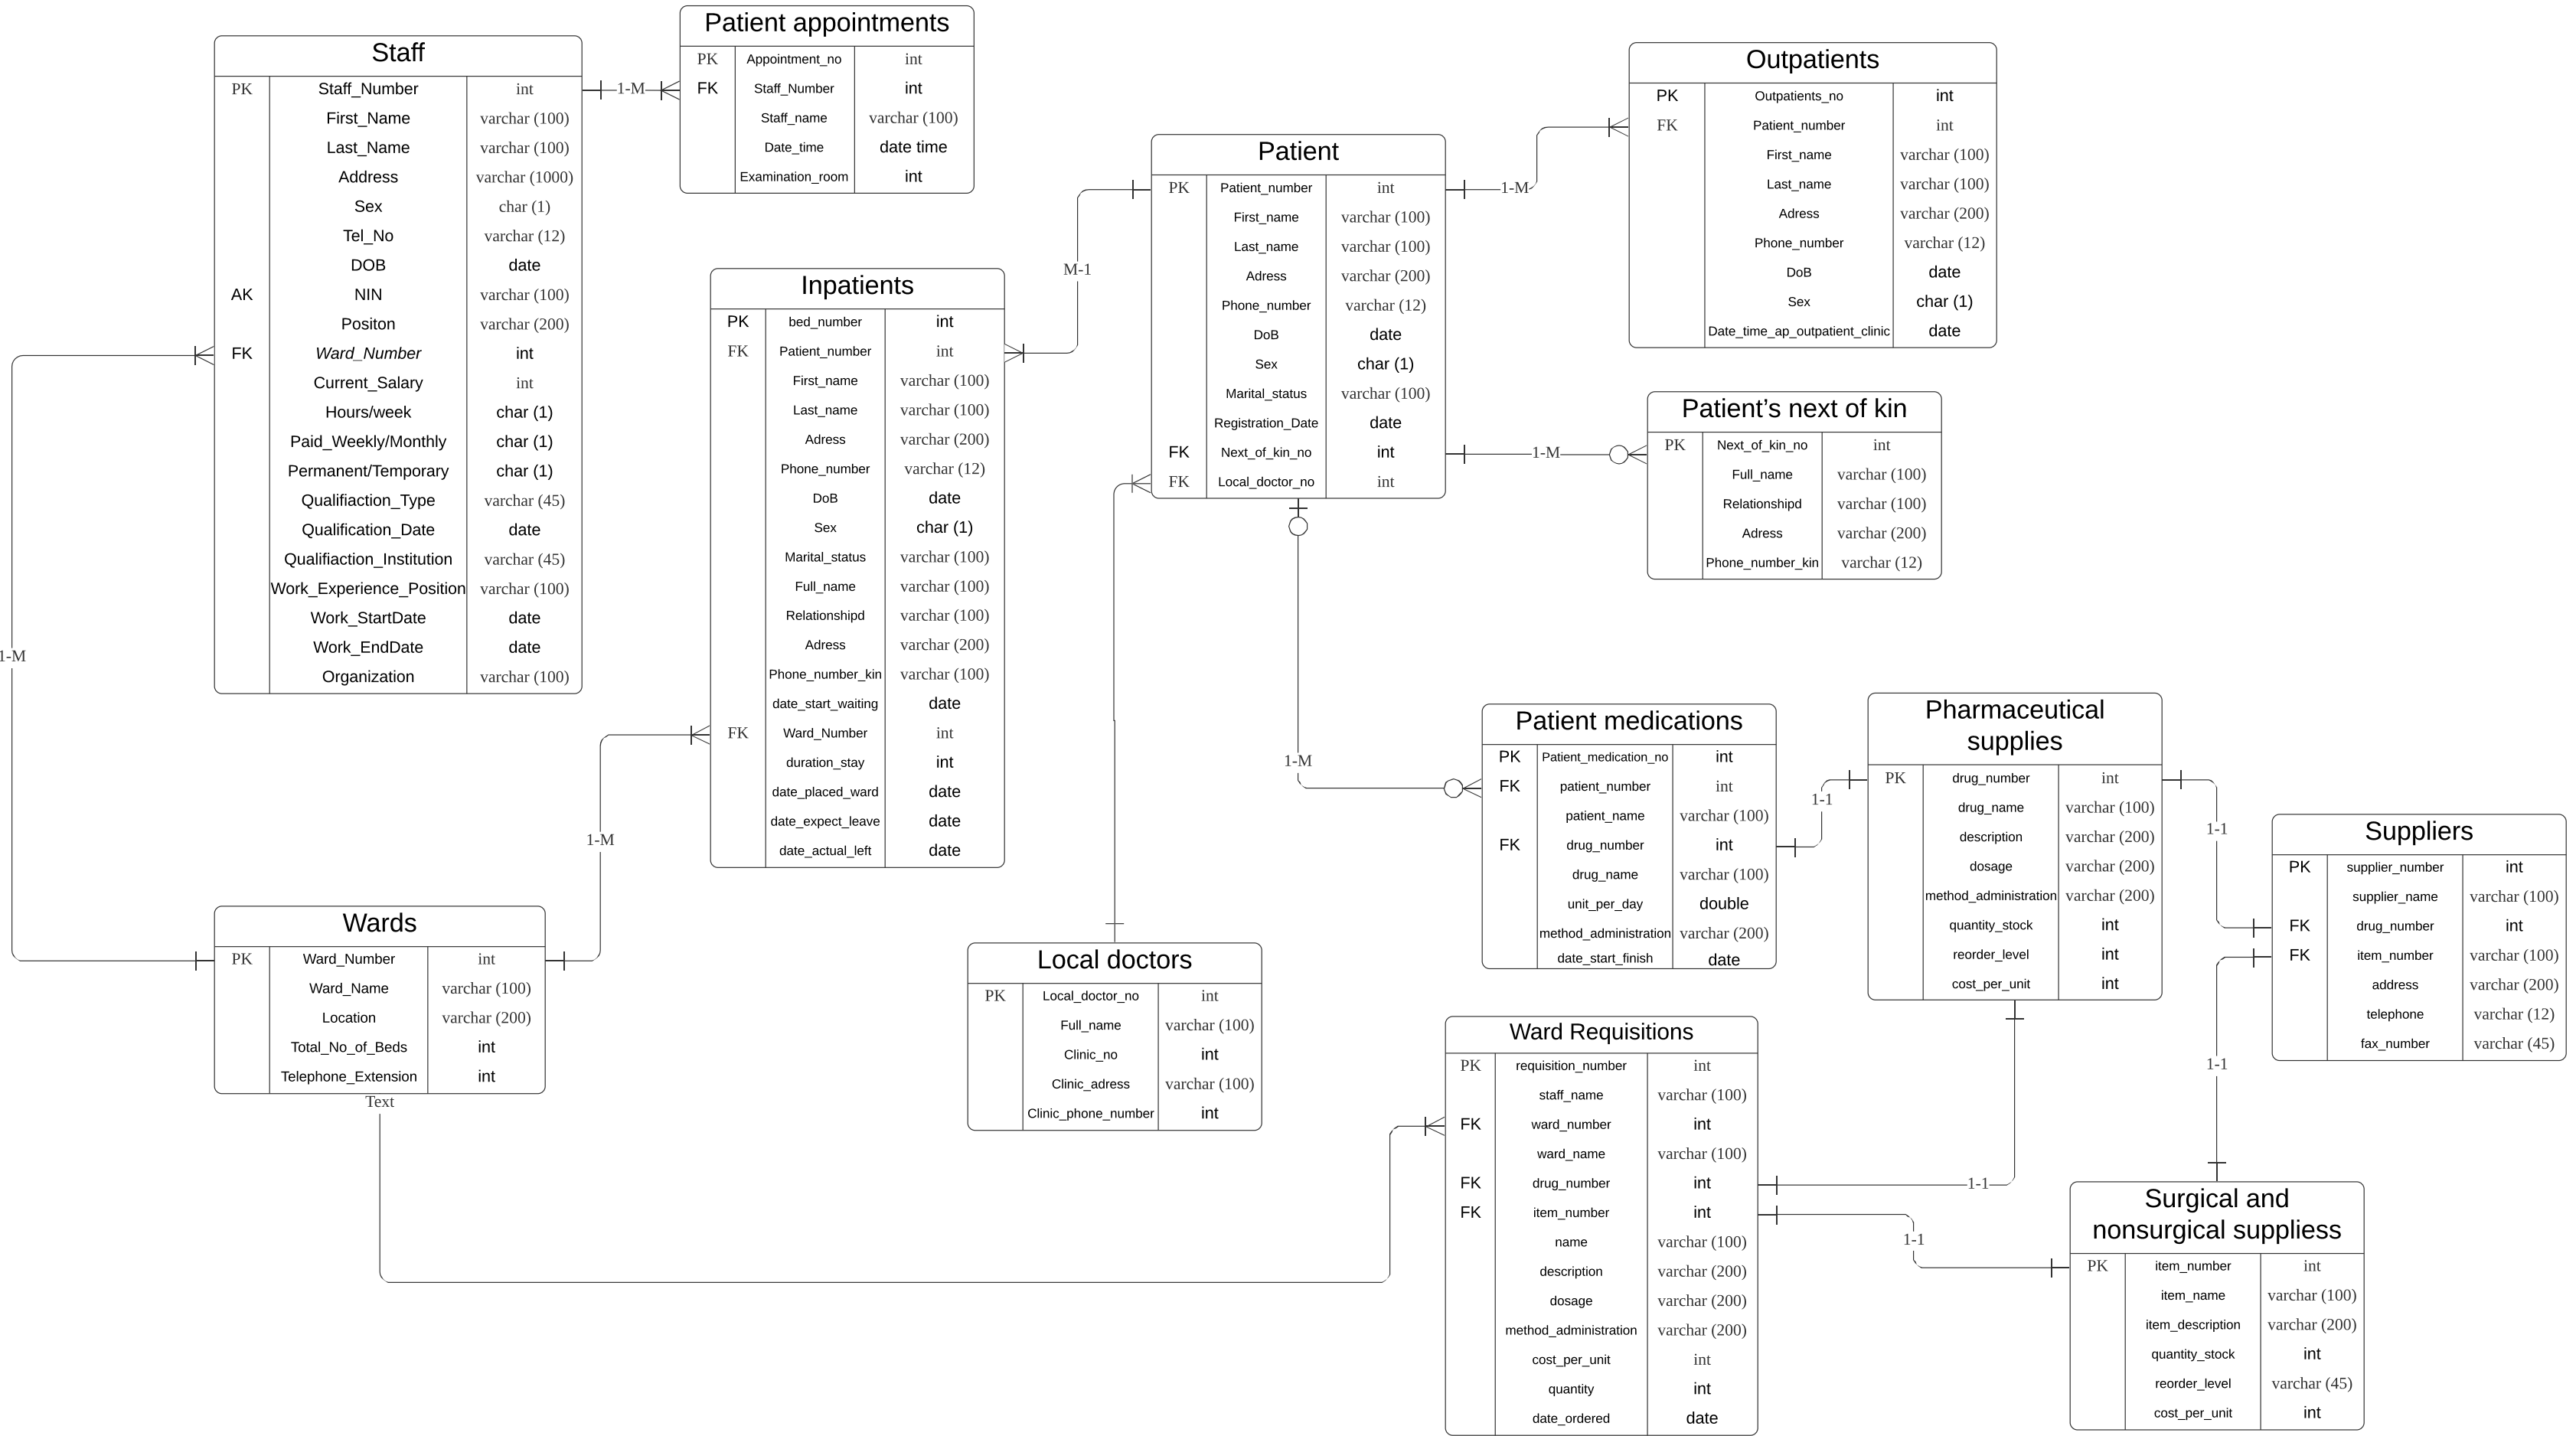 Staff
PK Staff_Number int
First_Name varchar (100)
Last_Name varchar (100)
Address varchar (1000)
Sex char (1)
Tel_No varchar (12)
DOB date
AK NIN varchar (100)
Positon varchar (200)
FK Ward_Number int
Current_Salary int
Hours/week char (1)
Paid_Weekly/Monthly char (1)
Permanent/Temporary char (1)
Qualifiaction_Type varchar (45)
Qualification_Date date
Qualifiaction_Institution varchar (45)
Work_Experience_Position varchar (100)
Work_StartDate date
Work_EndDate date
Organization varchar (100)
1-M
Patient appointments
PK Appointment_no int
FK Staff_Number int
Staff_name varchar (100)
Date_time date time
Examination_room int
Inpatients
PK bed_number int
FK Patient_number int
First_name varchar (100)
Last_name varchar (100)
Adress varchar (200)
Phone_number varchar (12)
DoB date
Sex char (1)
Marital_status varchar (100)
Full_name varchar (100)
Relationshipd varchar (100)
Adress varchar (200)
Phone_number_kin varchar (100)
date_start_waiting date
FK Ward_Number int
duration_stay int
date_placed_ward date
date_expect_leave date
date_actual_left date
M-1
Patient
PK Patient_number int
First_name varchar (100)
Last_name varchar (100)
Adress varchar (200)
Phone_number varchar (12)
DoB date
Sex char (1)
Marital_status varchar (100)
Registration_Date date
FK Next_of_kin_no int
FK Local_doctor_no int
1-M
Outpatients
PK Outpatients_no int
FK Patient_number int
First_name varchar (100)
Last_name varchar (100)
Adress varchar (200)
Phone_number varchar (12)
DoB date
Sex char (1)
Date_time_ap_outpatient_clinic date
1-M
Patient’s next of kin
PK Next_of_kin_no int
Full_name varchar (100)
Relationshipd varchar (100)
Adress varchar (200)
Phone_number_kin varchar (12)
1-M
1-M
1-M
Wards
PK Ward_Number int
Ward_Name varchar (100)
Location varchar (200)
Total_No_of_Beds int
Telephone_Extension int
Text
Local doctors
PK Local_doctor_no int
Full_name varchar (100)
Clinic_no int
Clinic_adress varchar (100)
Clinic_phone_number int
1-M
Patient medications
PK Patient_medication_no int
FK patient_number int
patient_name varchar (100)
FK drug_number int
drug_name varchar (100)
unit_per_day double
method_administration varchar (200)
date_start_finish date
1-1
Pharmaceutical
supplies
PK drug_number int
drug_name varchar (100)
description varchar (200)
dosage varchar (200)
method_administration varchar (200)
quantity_stock int
reorder_level int
cost_per_unit int
1-1
Suppliers
PK supplier_number int
supplier_name varchar (100)
FK drug_number int
FK item_number varchar (100)
address varchar (200)
telephone varchar (12)
fax_number varchar (45)
1-1
Ward Requisitions
PK requisition_number int
staff_name varchar (100)
FK ward_number int
ward_name varchar (100)
FK drug_number int
FK item_number int
name varchar (100)
description varchar (200)
dosage varchar (200)
method_administration varchar (200)
cost_per_unit int
quantity int
date_ordered date
1-1
1-1
Surgical and
nonsurgical suppliess
PK item_number int
item_name varchar (100)
item_description varchar (200)
quantity_stock int
reorder_level varchar (45)
cost_per_unit int